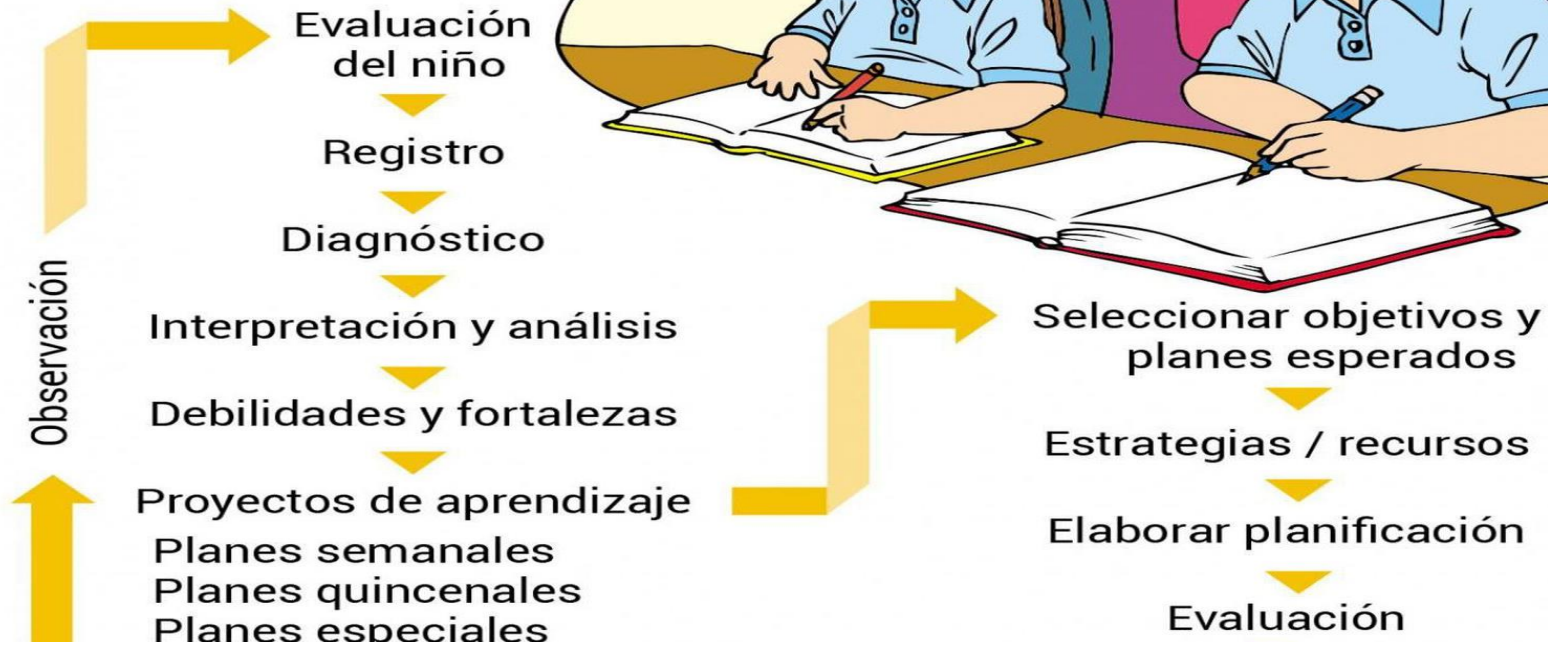 Observación
Evaluación
del niño
Registro
Diagnóstico
Interpretación y análisis
Debilidades y fortalezas
Proyectos de aprendizaje
Planes semanales
Planes quincenales
Planes especiales
Seleccionar objetivos y
planes esperados
Estrategias / recursos
Elaborar planificación
Evaluación